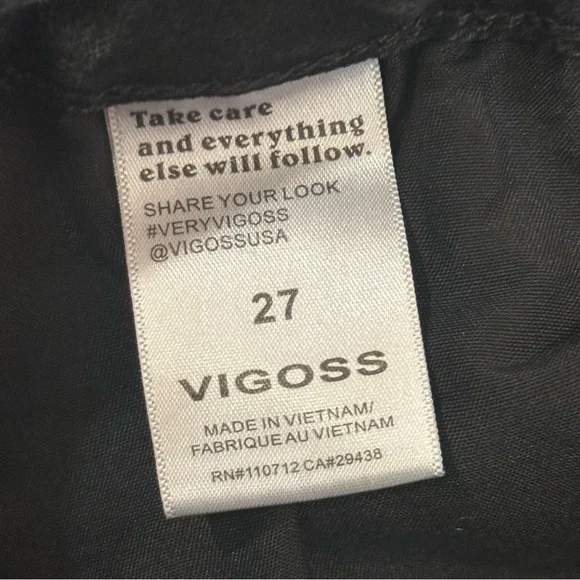 Take care
and everything
else will follow.
SHARE YOUR LOOK
#VERYVIGOSS
@VIGOSSUSA
27
VIGOSS
MADE IN VIETNAM/
FABRIQUE AU VIETNAM
RN#110712 CA#29438